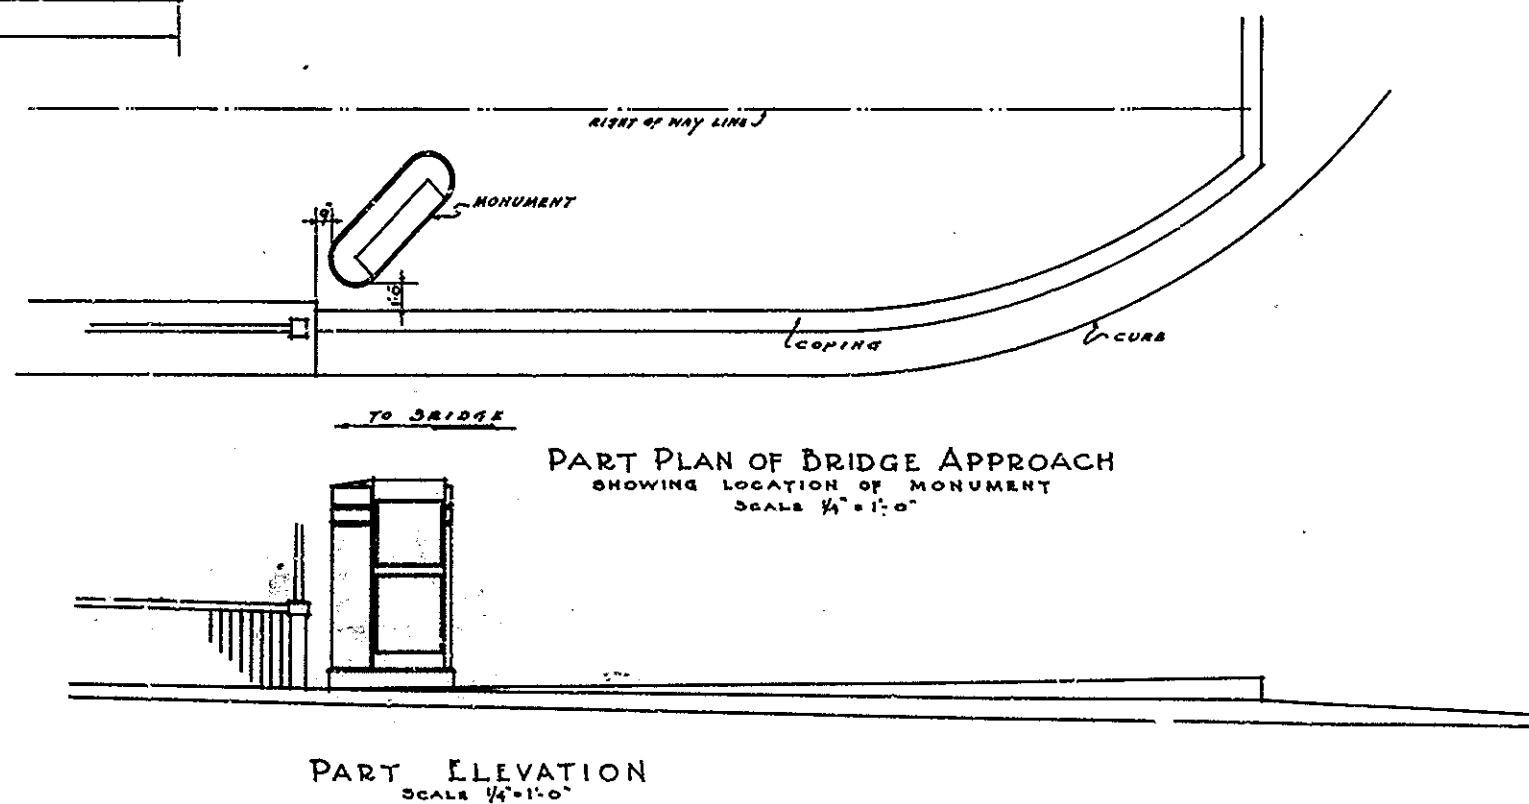 RIGHT OF WAY LINE
MONUMENT
9"
1'-0"
COPING
CURB
TO BRIDGE
PART PLAN OF BRIDGE APPROACH
SHOWING LOCATION OF MONUMENT
SCALE 1/4" = 1'-0"
PART ELEVATION
SCALE 1/4" = 1'-0"